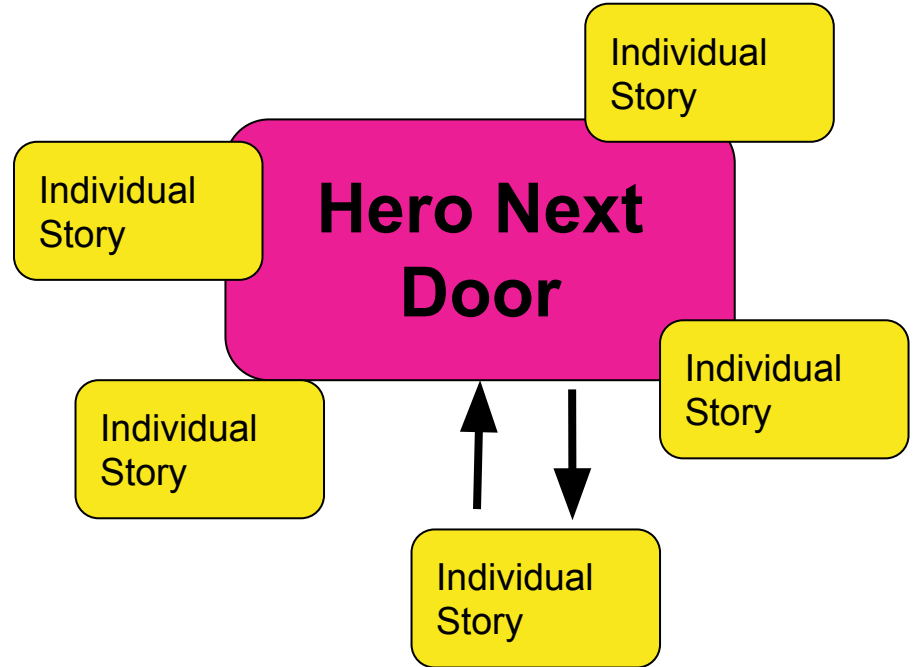 Individual
Story
Individual
Story
Hero Next
Door
Individual
Story
Individual
Story
Individual
Story